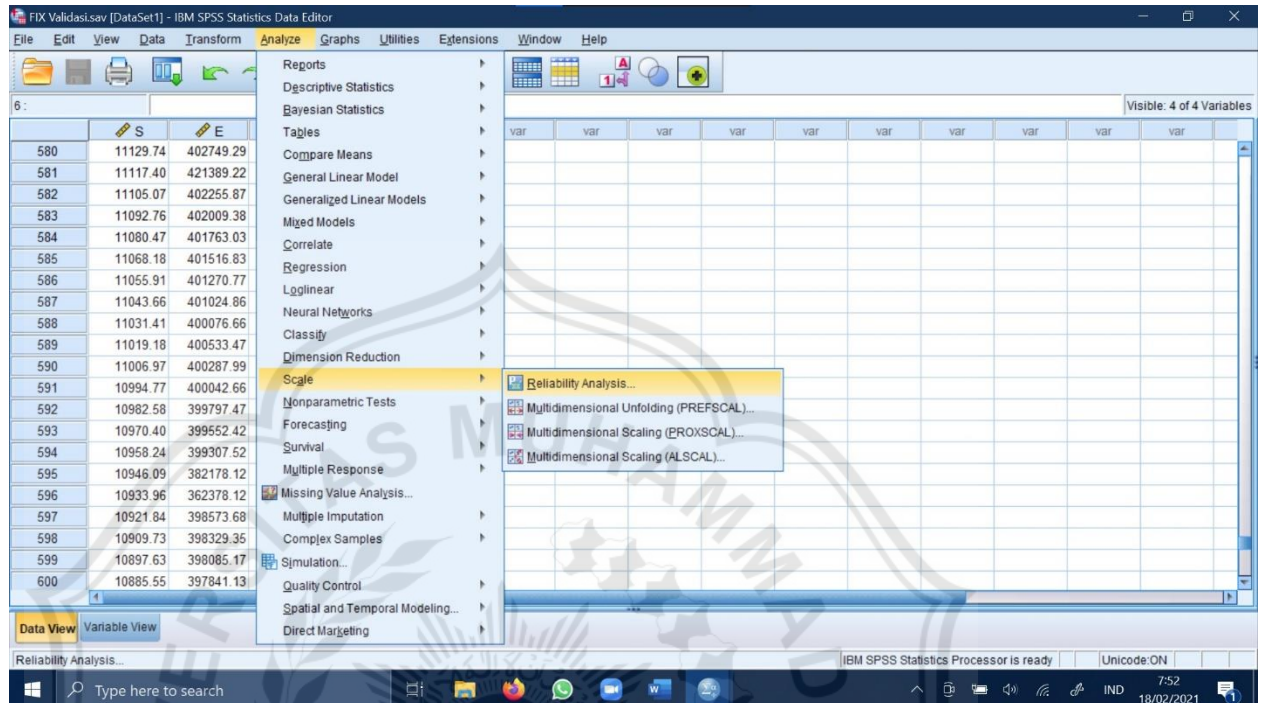 FIX Validasi.sav [DataSet1] - IBM SPSS Statistics Data Editor
File Edit View Data Transform Analyze Graphs Utilities Extensions Window Help
6 :
Visible: 4 of 4 Variables
S E var var var var var var var var var var
580 11129.74 402749.29
581 11117.40 421389.22
582 11105.07 402255.87
583 11092.76 402009.38
584 11080.47 401763.03
585 11068.18 401516.83
586 11055.91 401270.77
587 11043.66 401024.86
588 11031.41 400076.66
589 11019.18 400533.47
590 11006.97 400287.99
591 10994.77 400042.66
592 10982.58 399797.47
593 10970.40 399552.42
594 10958.24 399307.52
595 10946.09 382178.12
596 10933.96 362378.12
597 10921.84 398573.68
598 10909.73 398329.35
599 10897.63 398085.17
600 10885.55 397841.13
Reports
Descriptive Statistics
Bayesian Statistics
Tables
Compare Means
General Linear Model
Generalized Linear Models
Mixed Models
Correlate
Regression
Loglinear
Neural Networks
Classify
Dimension Reduction
Scale
Nonparametric Tests
Forecasting
Survival
Multiple Response
Missing Value Analysis...
Multiple Imputation
Complex Samples
Simulation...
Quality Control
Spatial and Temporal Modeling...
Direct Marketing
Reliability Analysis...
Multidimensional Unfolding (PREFSCAL)...
Multidimensional Scaling (PROXSCAL)...
Multidimensional Scaling (ALSCAL)...
Data View Variable View
Reliability Analysis... IBM SPSS Statistics Processor is ready Unicode:ON
Type here to search IND 7:52
18/02/2021
ERSITAS MUHAMMAD